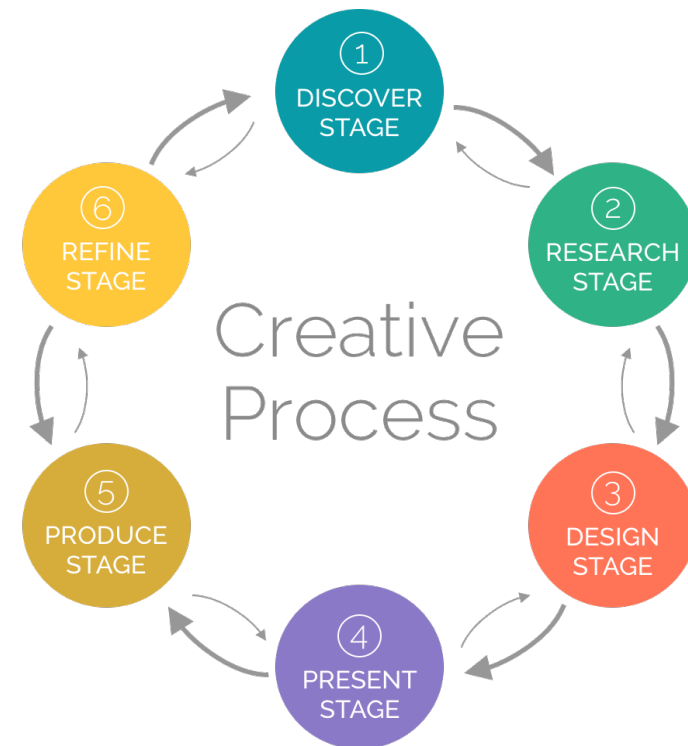 1
DISCOVER
STAGE
2
RESEARCH
STAGE
3
DESIGN
STAGE
4
PRESENT
STAGE
5
PRODUCE
STAGE
6
REFINE
STAGE
Creative
Process